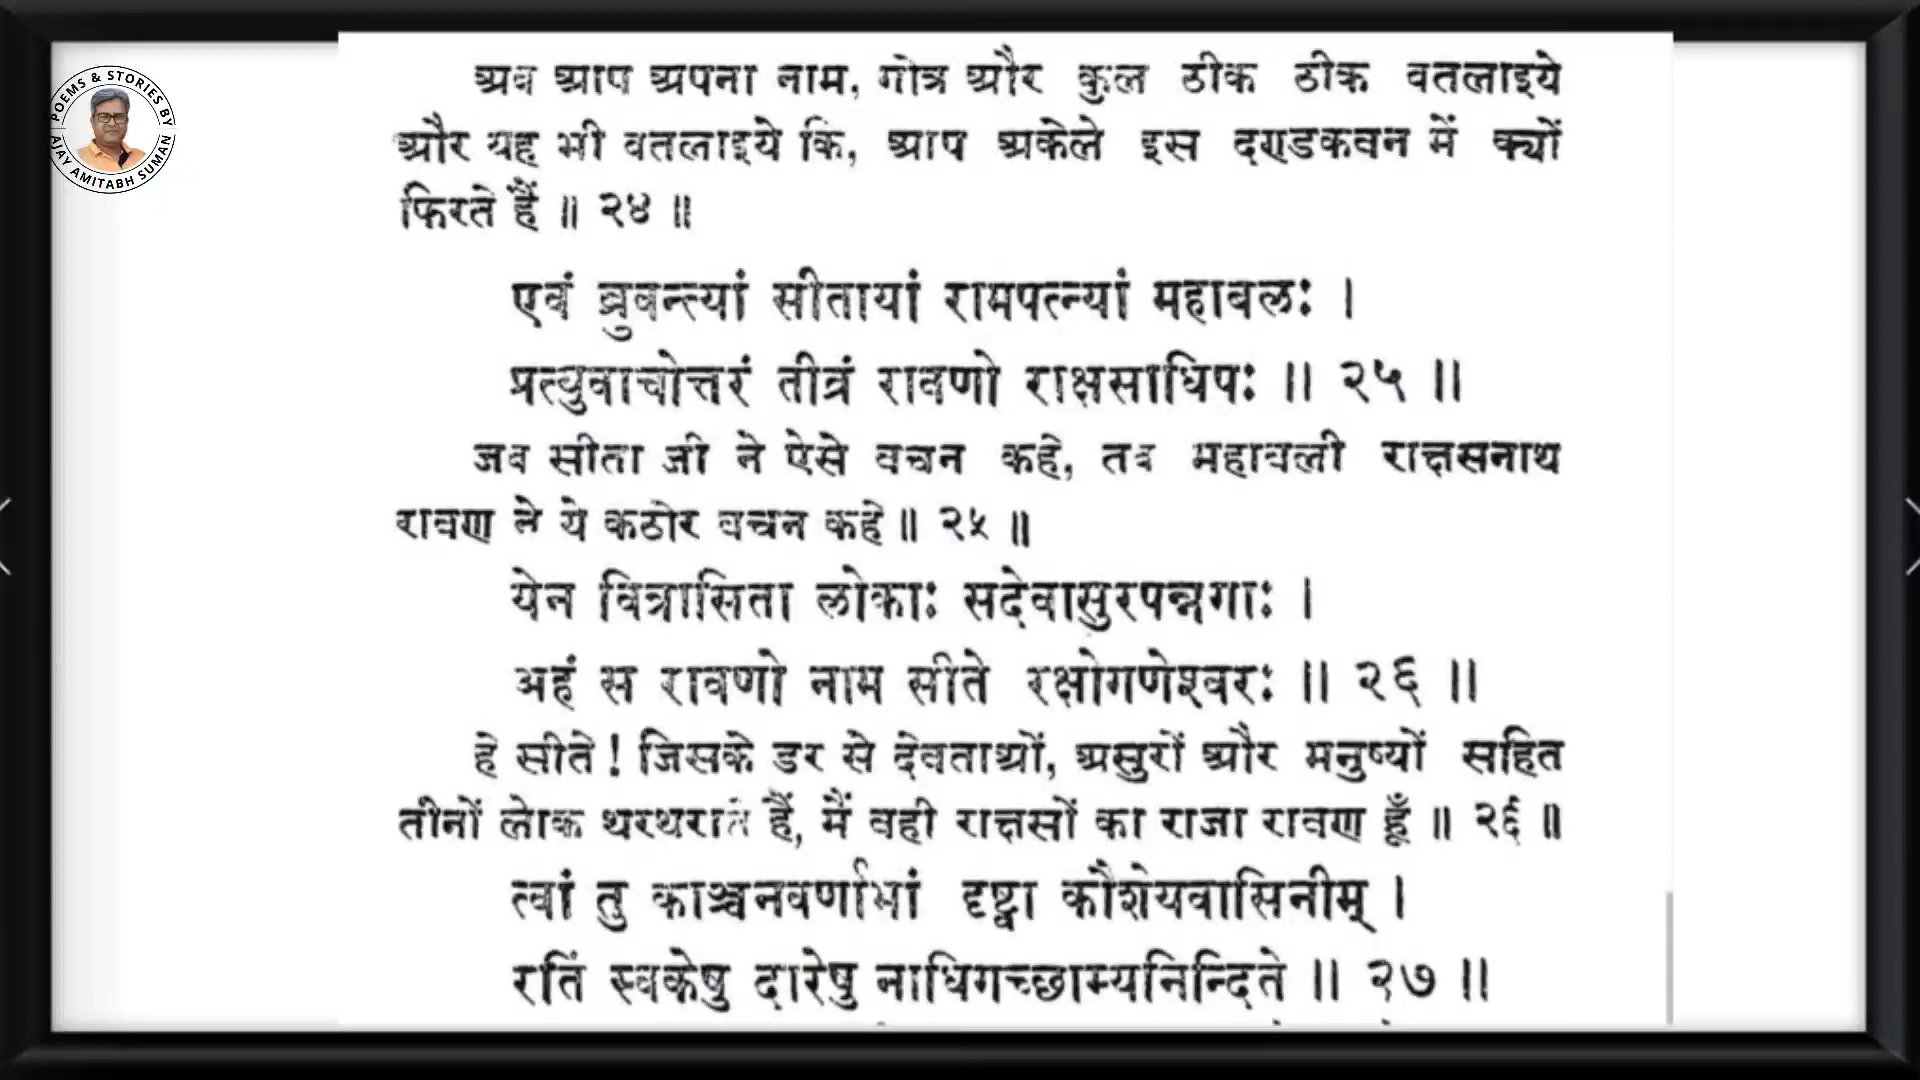 POEMS & STORIES BY
AJAY AMITABH SUMAN
अब आप अपना नाम, गोत्र और कुल ठीक ठीक बतलाइये
और यह भी बतलाइये कि, आप अकेले इस दण्डकवन में क्यों
फिरते हैं ॥ २४ ॥
एवं ब्रुवन्त्यां सीतायां रामपत्न्यां महाबलः ।
प्रत्युवाचोत्तरं तीव्रं रावणो राक्षसाधिपः ॥ २५ ॥
जब सीता जी ने ऐसे वचन कहे, तब महाबली राक्षसनाथ
रावण ने ये कठोर वचन कहे ॥ २५ ॥
येन वित्रासिता लोकाः सदेवासुरपन्नगाः ।
अहं स रावणो नाम सीते रक्षोगणेश्वरः ॥ २६ ॥
हे सीते ! जिसके डर से देवताओं, असुरों और मनुष्यों सहित
तीनों लोक थरथराते हैं, मैं वही राक्षसों का राजा रावण हूँ ॥ २६ ॥
त्वां तु काञ्चनवर्णाभां दृष्ट्वा कौशेयवासिनीम् ।
रतिं स्वकेषु दारेषु नाधिगच्छाम्यनिन्दिते ॥ २७ ॥